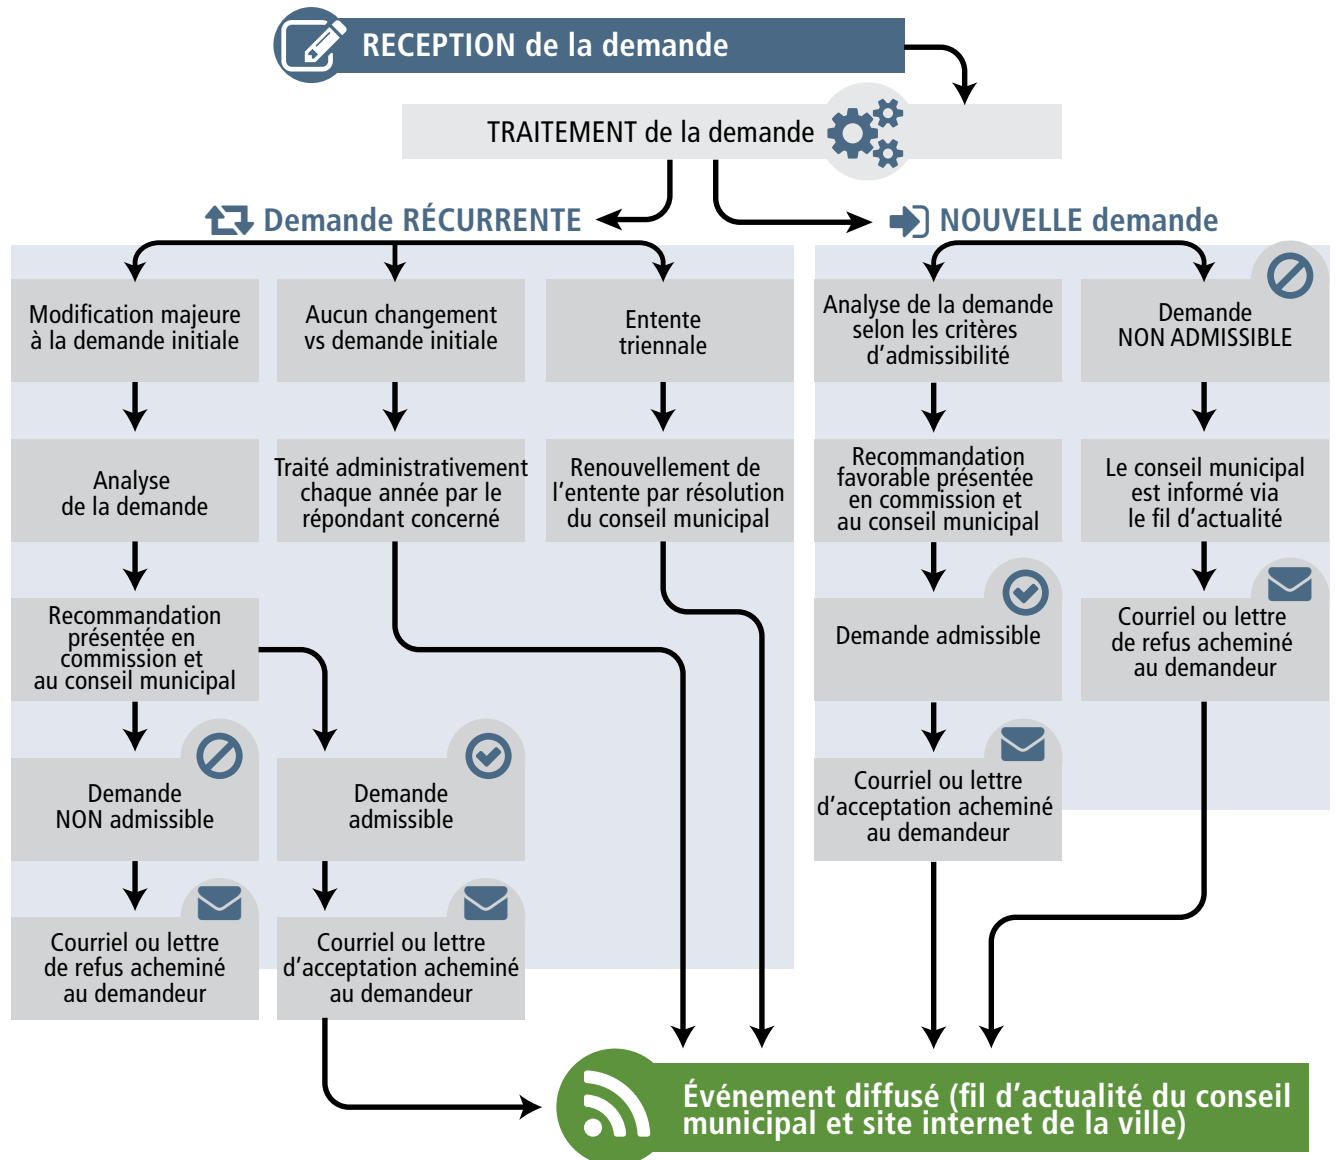 RECEPTION de la demande
TRAITEMENT de la demande
Demande RÉCURRENTE
NOUVELLE demande
Modification majeure
à la demande initiale
Aucun changement
vs demande initiale
Entente
triennale
Analyse de la demande
selon les critères
d’admissibilité
Demande
NON ADMISSIBLE
Analyse
de la demande
Traité administrativement
chaque année par le
répondant concerné
Renouvellement de
l’entente par résolution
du conseil municipal
Recommandation
favorable présentée
en commission et
au conseil municipal
Le conseil municipal
est informé via
le fil d’actualité
Recommandation
présentée en
commission et
au conseil municipal
Demande admissible
Courriel ou lettre
de refus acheminé
au demandeur
Demande
NON admissible
Demande
admissible
Courriel ou lettre
d’acceptation acheminé
au demandeur
Courriel ou lettre
de refus acheminé
au demandeur
Courriel ou lettre
d’acceptation acheminé
au demandeur
Événement diffusé (fil d’actualité du conseil
municipal et site internet de la ville)